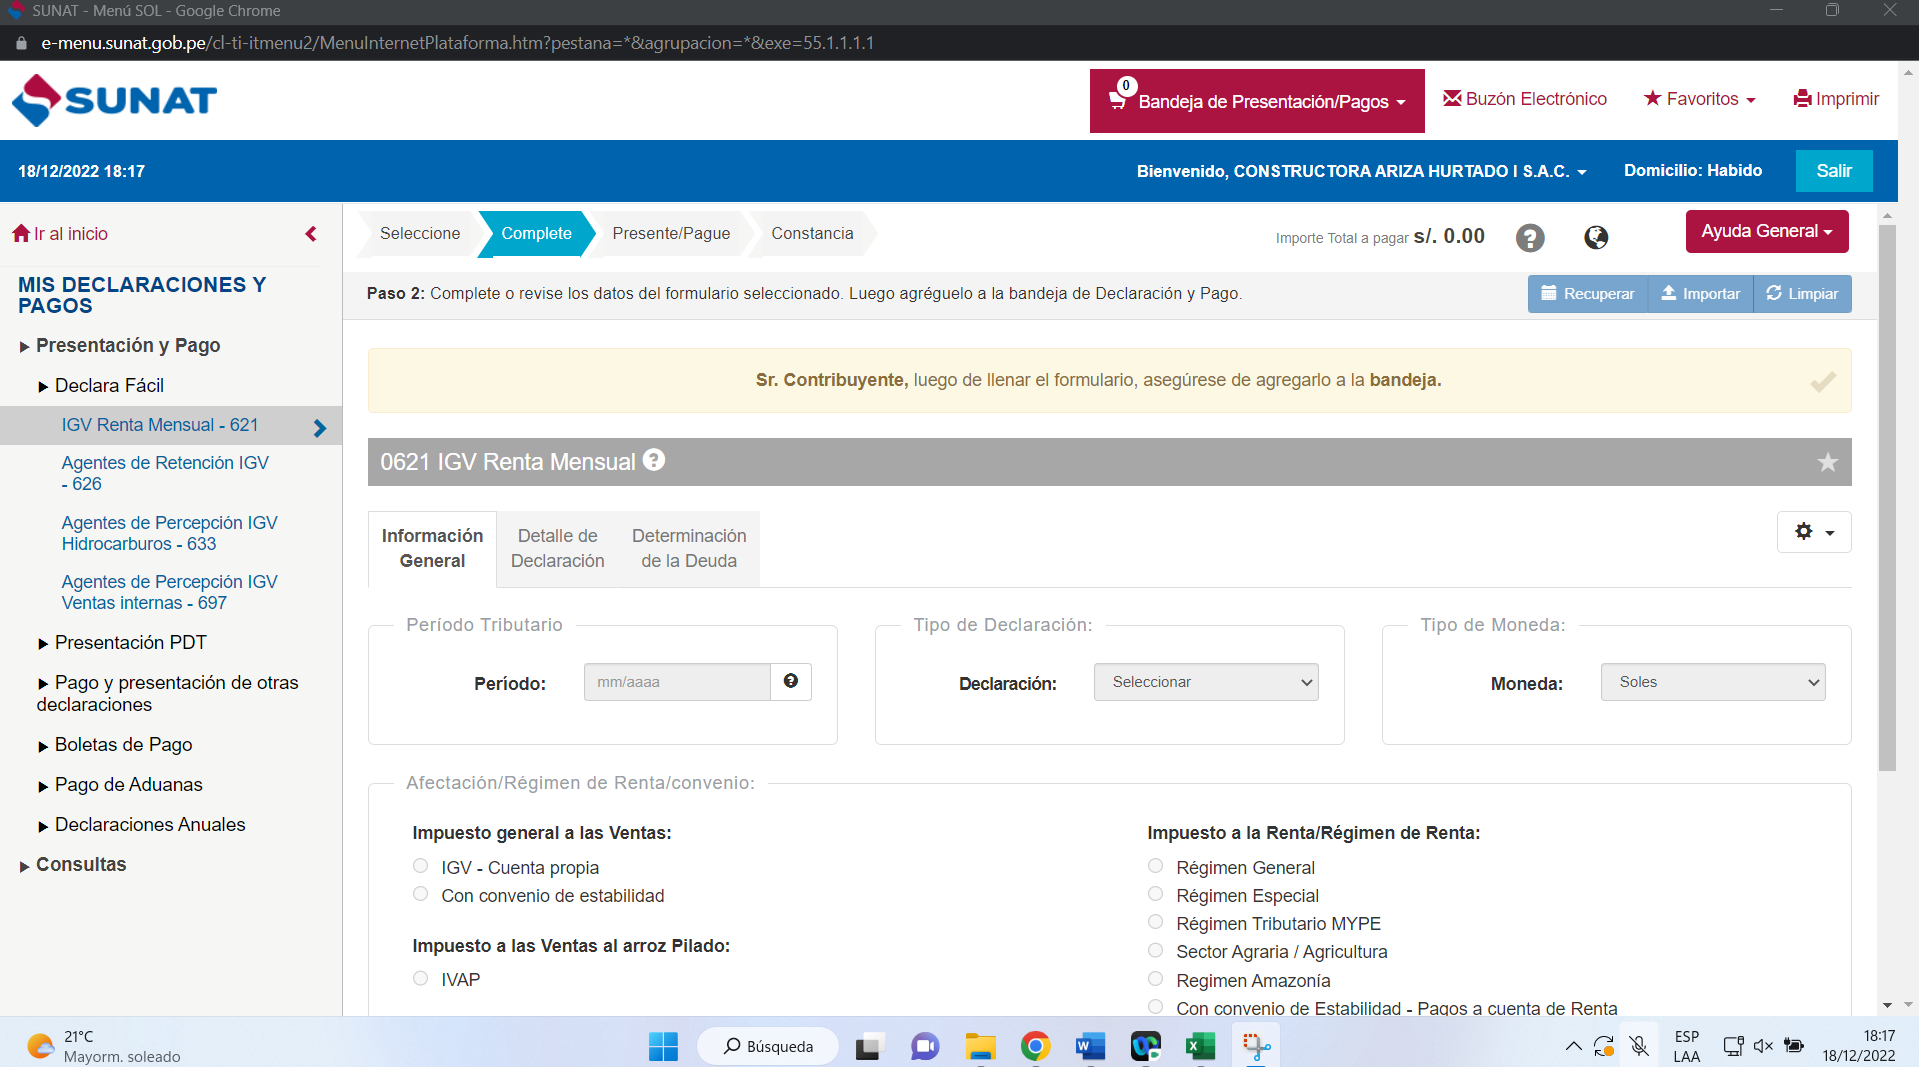 SUNAT - Menú SOL - Google Chrome
e-menu.sunat.gob.pe/cl-ti-itmenu2/MenuInternetPlataforma.htm?pestana=*&agrupacion=*&exe=55.1.1.1.1
SUNAT
0
Bandeja de Presentación/Pagos
Buzón Electrónico
Favoritos
Imprimir
18/12/2022 18:17
Bienvenido, CONSTRUCTORA ARIZA HURTADO I S.A.C.
Domicilio: Habido
Salir
Ir al inicio
MIS DECLARACIONES Y
PAGOS
Presentación y Pago
Declara Fácil
IGV Renta Mensual - 621
Agentes de Retención IGV
- 626
Agentes de Percepción IGV
Hidrocarburos - 633
Agentes de Percepción IGV
Ventas internas - 697
Presentación PDT
Pago y presentación de otras
declaraciones
Boletas de Pago
Pago de Aduanas
Declaraciones Anuales
Consultas
Seleccione
Complete
Presente/Pague
Constancia
Importe Total a pagar s/. 0.00
Ayuda General
Paso 2: Complete o revise los datos del formulario seleccionado. Luego agréguelo a la bandeja de Declaración y Pago.
Recuperar
Importar
Limpiar
Sr. Contribuyente, luego de llenar el formulario, asegúrese de agregarlo a la bandeja.
0621 IGV Renta Mensual
Información
General
Detalle de
Declaración
Determinación
de la Deuda
Período Tributario
Período:
mm/aaaa
Tipo de Declaración:
Declaración:
Seleccionar
Tipo de Moneda:
Moneda:
Soles
Afectación/Régimen de Renta/convenio:
Impuesto general a las Ventas:
IGV - Cuenta propia
Con convenio de estabilidad
Impuesto a las Ventas al arroz Pilado:
IVAP
Impuesto a la Renta/Régimen de Renta:
Régimen General
Régimen Especial
Régimen Tributario MYPE
Sector Agraria / Agricultura
Regimen Amazonía
Con convenio de Estabilidad - Pagos a cuenta de Renta
21°C
Mayorm. soleado
Búsqueda
ESP
LAA
18:17
18/12/2022